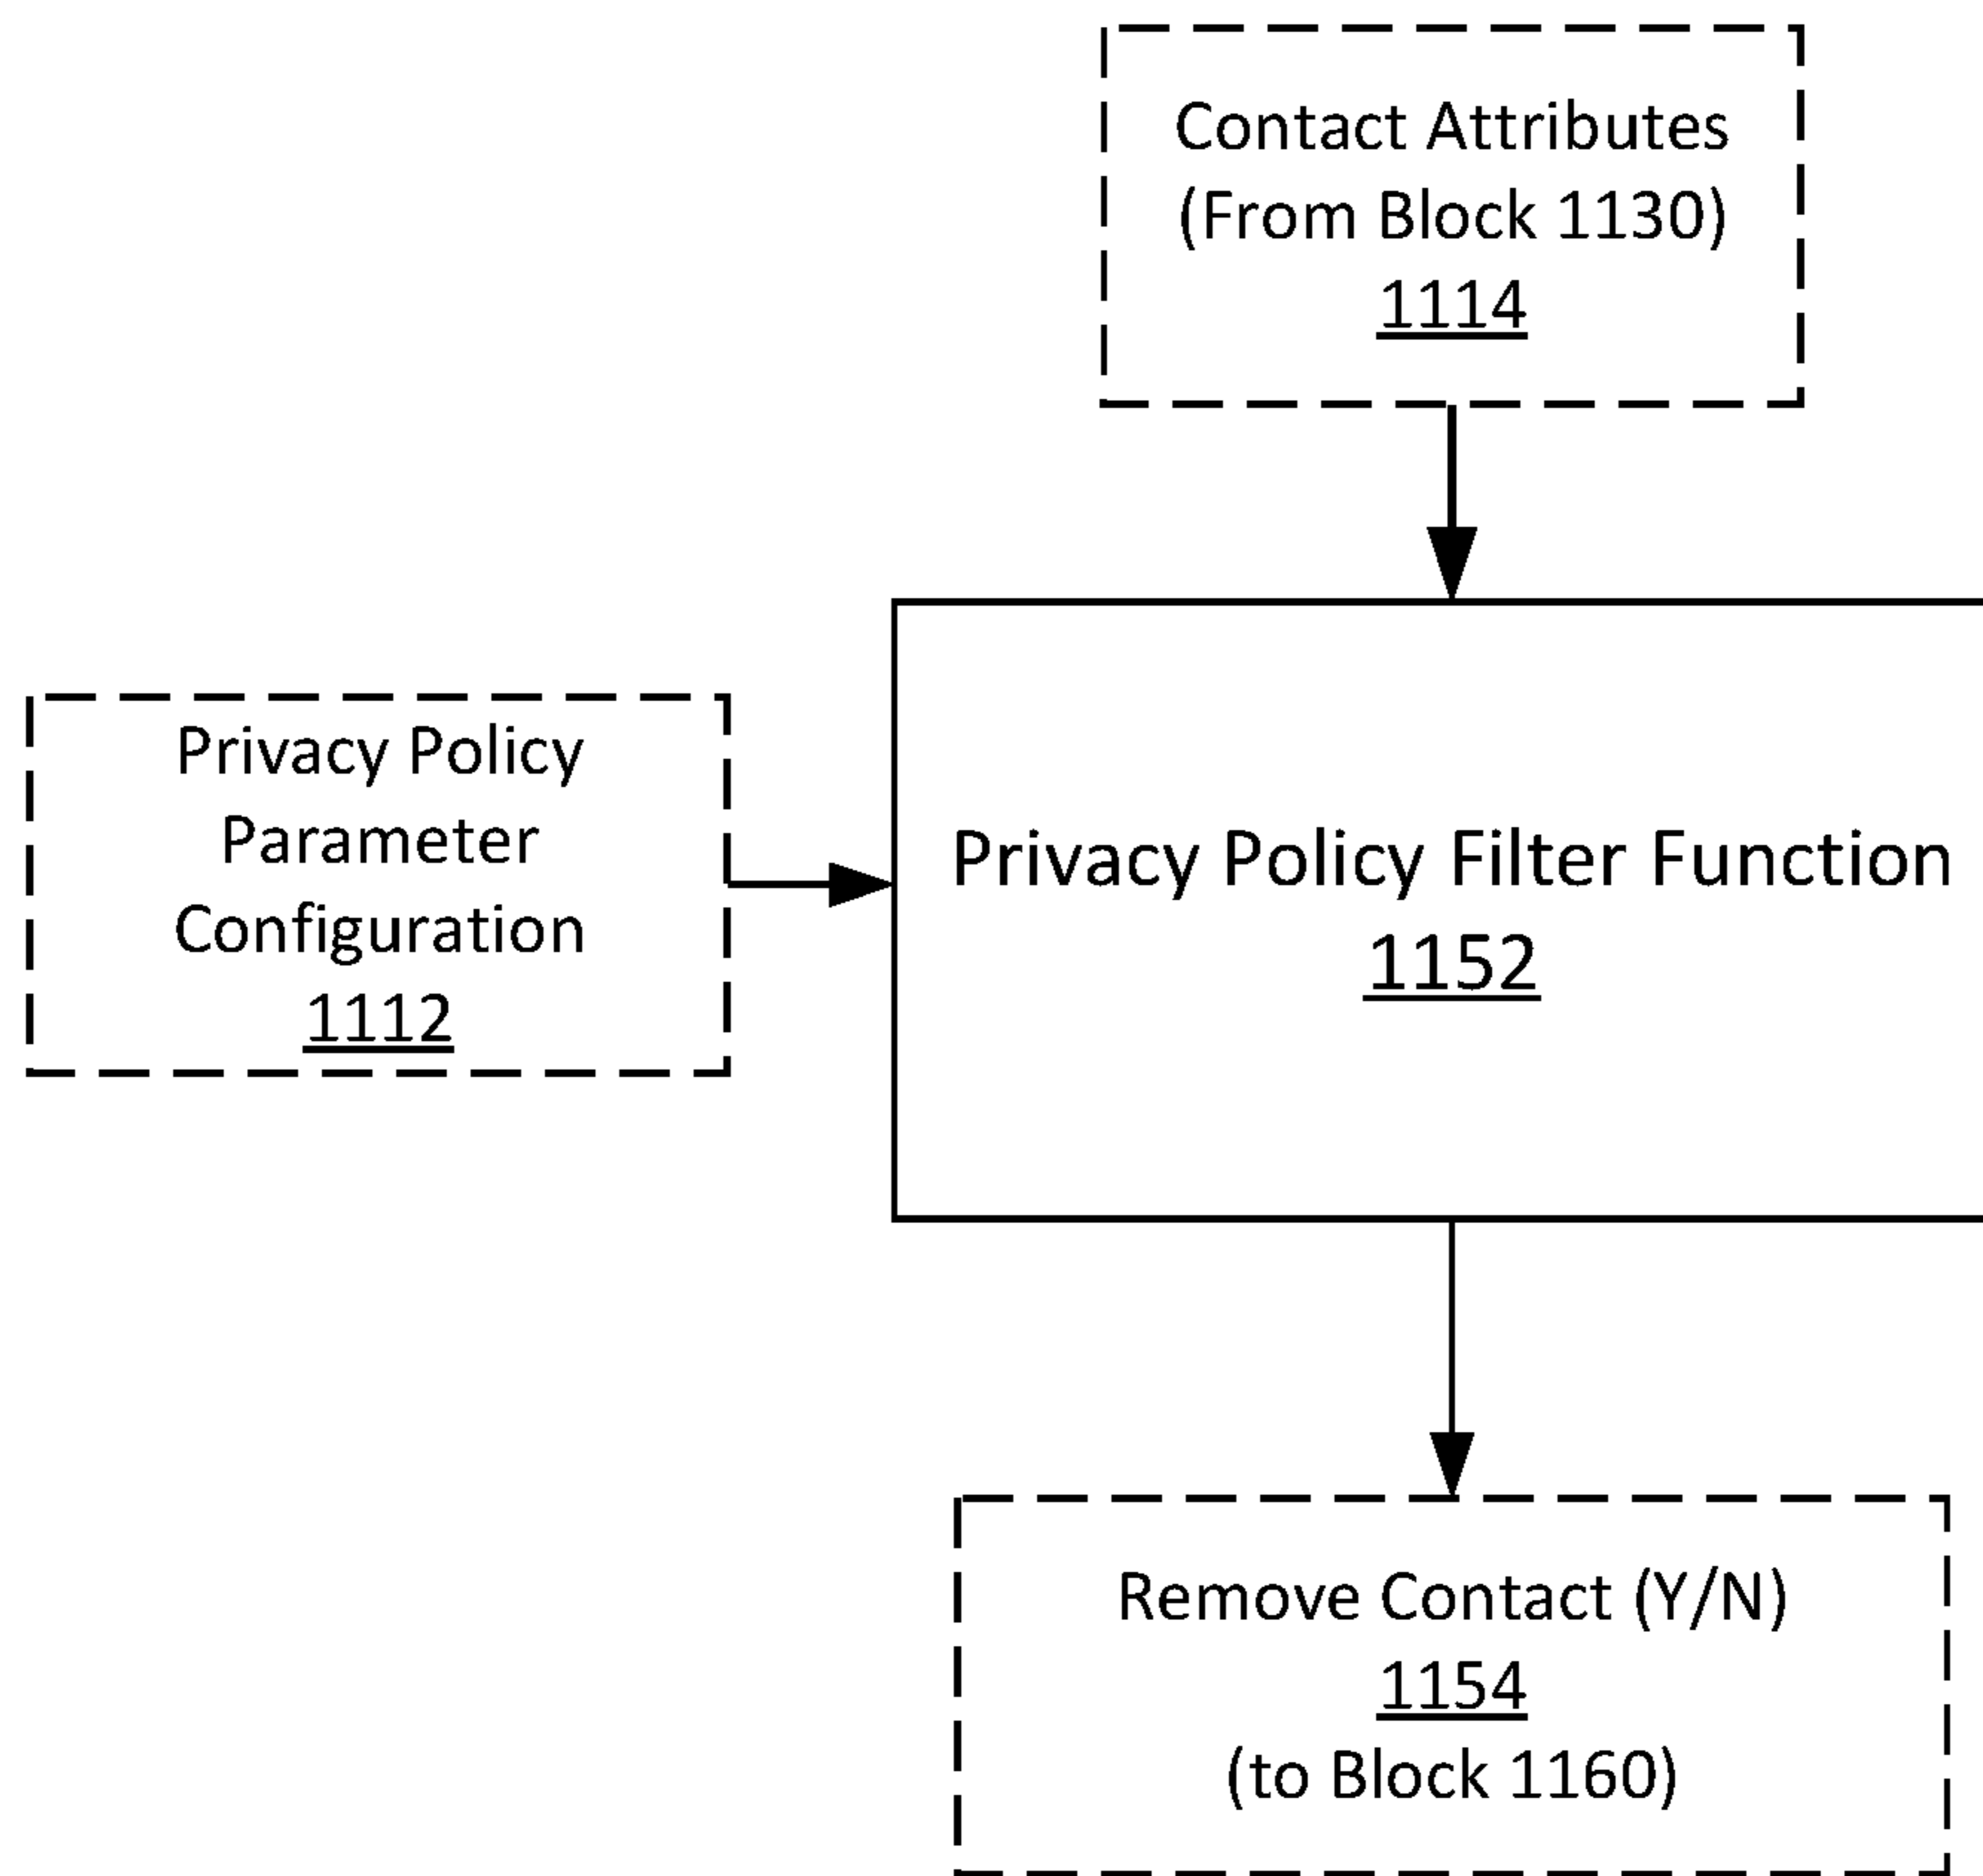 Contact Attributes
(From Block 1130)
1114
Privacy Policy
Parameter
Configuration
1112
Privacy Policy Filter Function
1152
Remove Contact (Y/N)
1154
(to Block 1160)